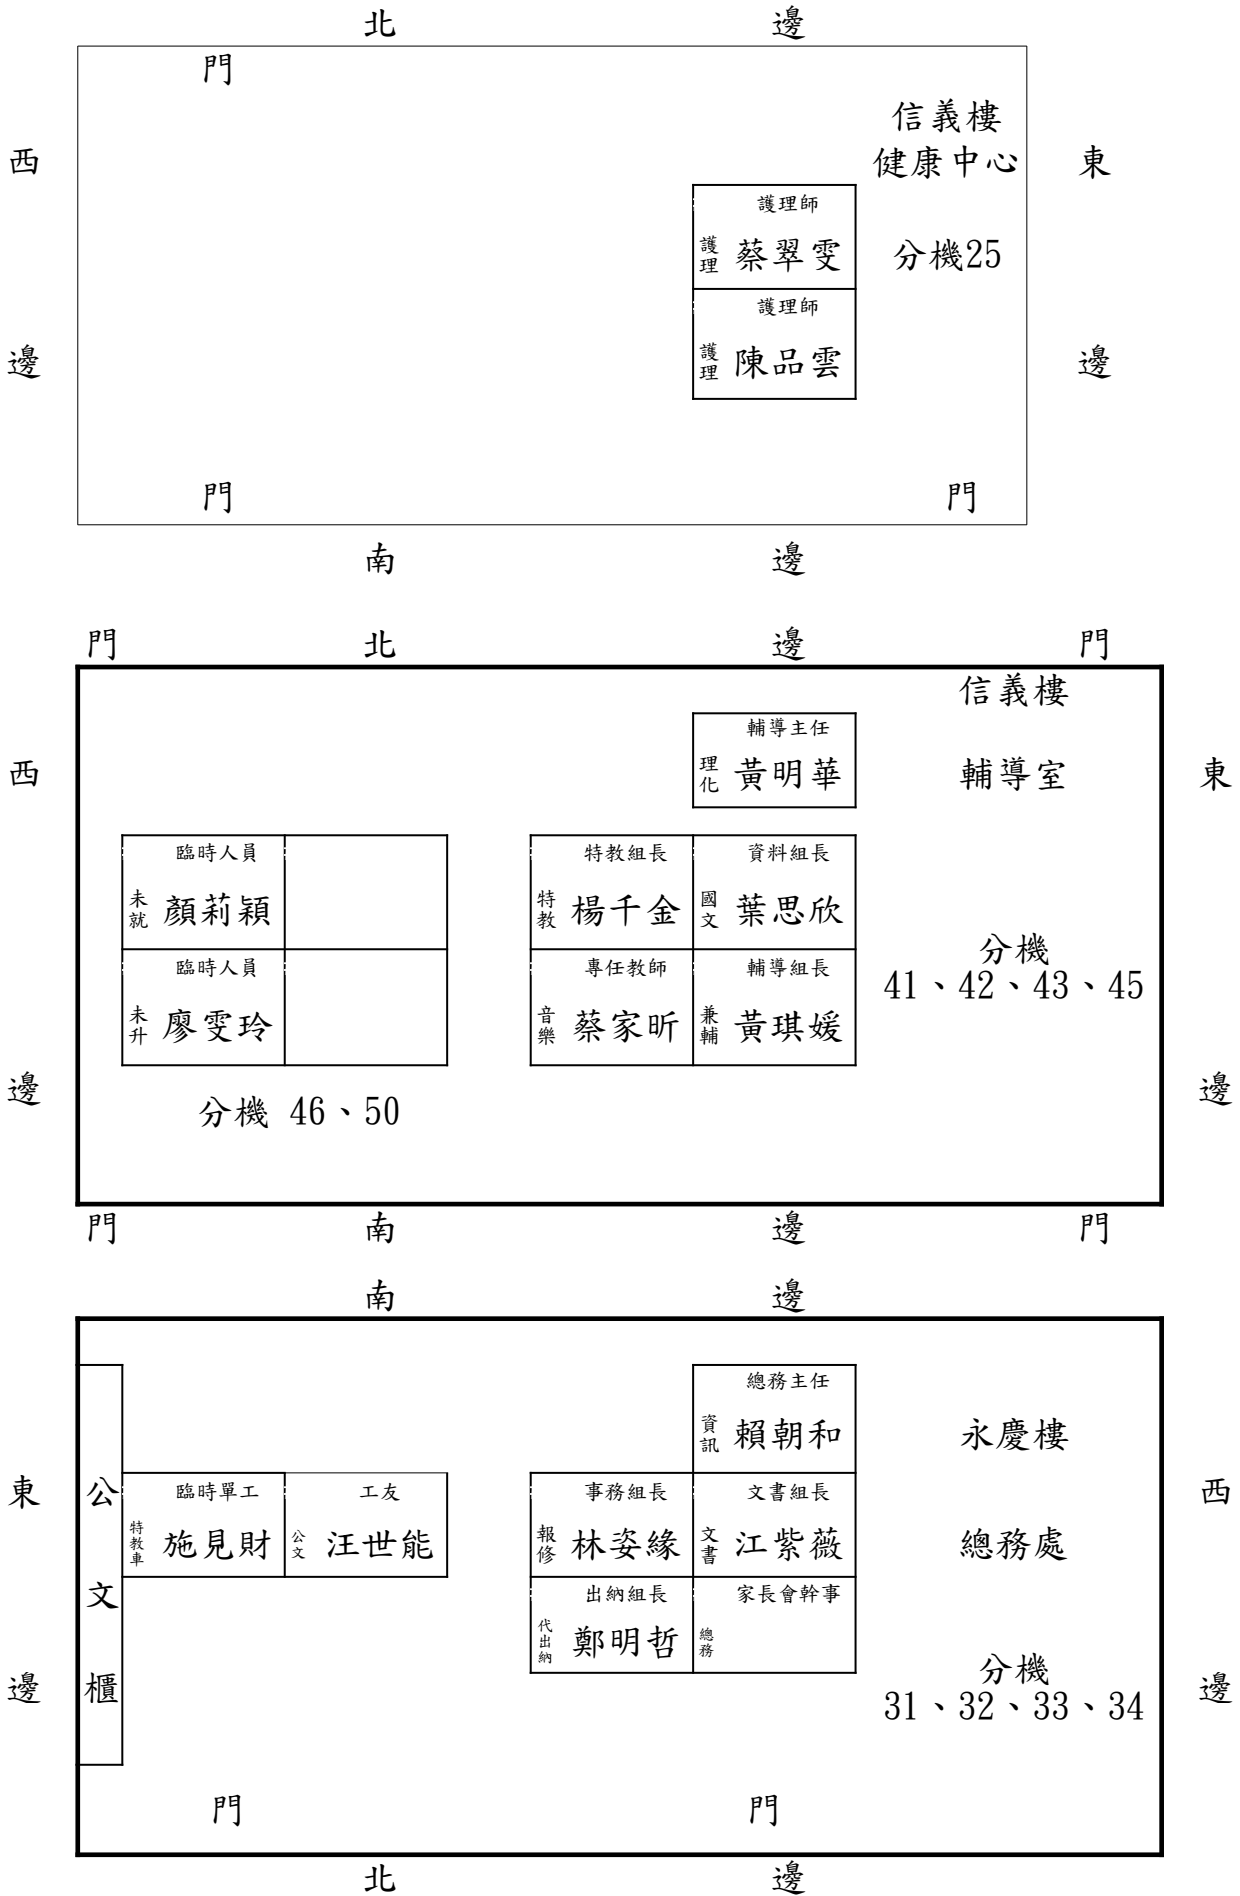 北 邊
門
信義樓
西 健康中心 東
護理師
護理 蔡翠雯 分機25
護理師
邊 護理 陳品雲 邊
門 門
南 邊
門 北 邊 門
信義樓
輔導主任
西 理化 黃明華 輔導室 東
臨時人員 特教組長 資料組長
未就 顏莉穎 特教 楊千金 國文 葉思欣
分機
臨時人員 專任教師 輔導組長
41、42、43、45
未升 廖雯玲 音樂 蔡家昕 兼輔 黃琪媛
邊 分機 46、50 邊
門 南 邊 門
南 邊
總務主任
資訊 賴朝和 永慶樓
東 公文櫃 臨時單工 工友 事務組長 文書組長 西
特教車 施見財 公文 汪世能 報修 林姿緣 文書 江紫薇 總務處
出納組長 家長會幹事
代出納 鄭明哲 總務
分機
邊 31、32、33、34 邊
門 門
北 邊